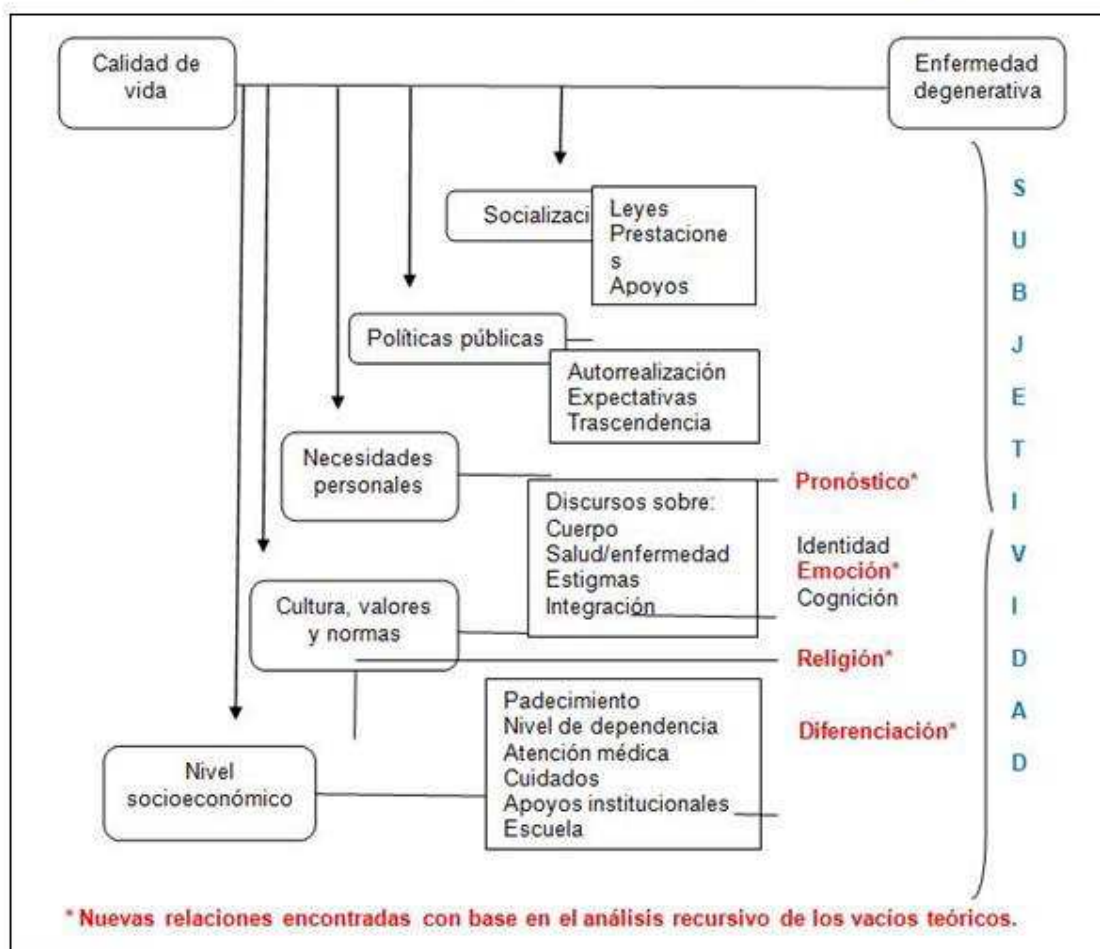 Calidad de
vida
Enfermedad
degenerativa
Socializaci
Leyes
Prestacione
s
Apoyos
Políticas públicas
Autorrealización
Expectativas
Trascendencia
Necesidades
personales
Pronóstico*
Discursos sobre:
Cuerpo
Salud/enfermedad
Estigmas
Integración
Identidad
Emoción*
Cognición
Cultura, valores
y normas
Religión*
Padecimiento
Nivel de dependencia
Atención médica
Cuidados
Apoyos institucionales
Escuela
Diferenciación*
Nivel
socioeconómico
S
U
B
J
E
T
I
V
I
D
A
D
* Nuevas relaciones encontradas con base en el análisis recursivo de los vacíos teóricos.